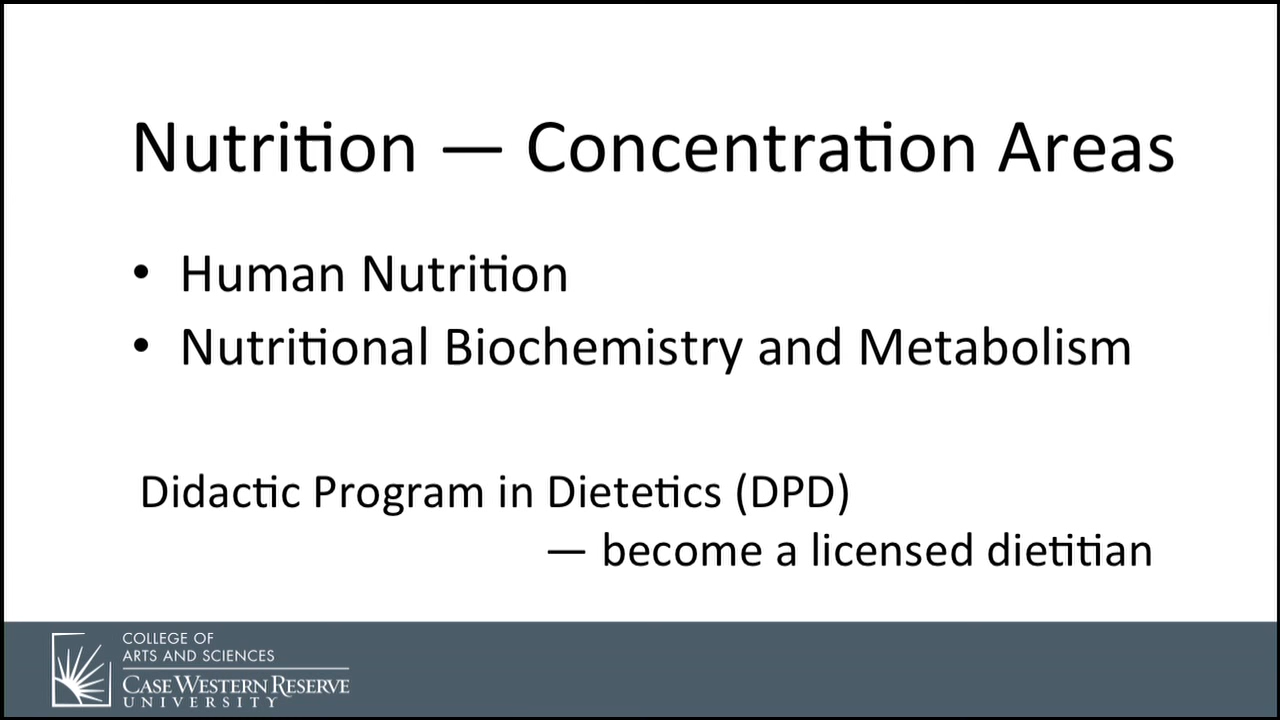 Nutrition — Concentration Areas
• Human Nutrition
• Nutritional Biochemistry and Metabolism
Didactic Program in Dietetics (DPD)
— become a licensed dietitian
COLLEGE OF
ARTS AND SCIENCES
CASE WESTERN RESERVE
UNIVERSITY